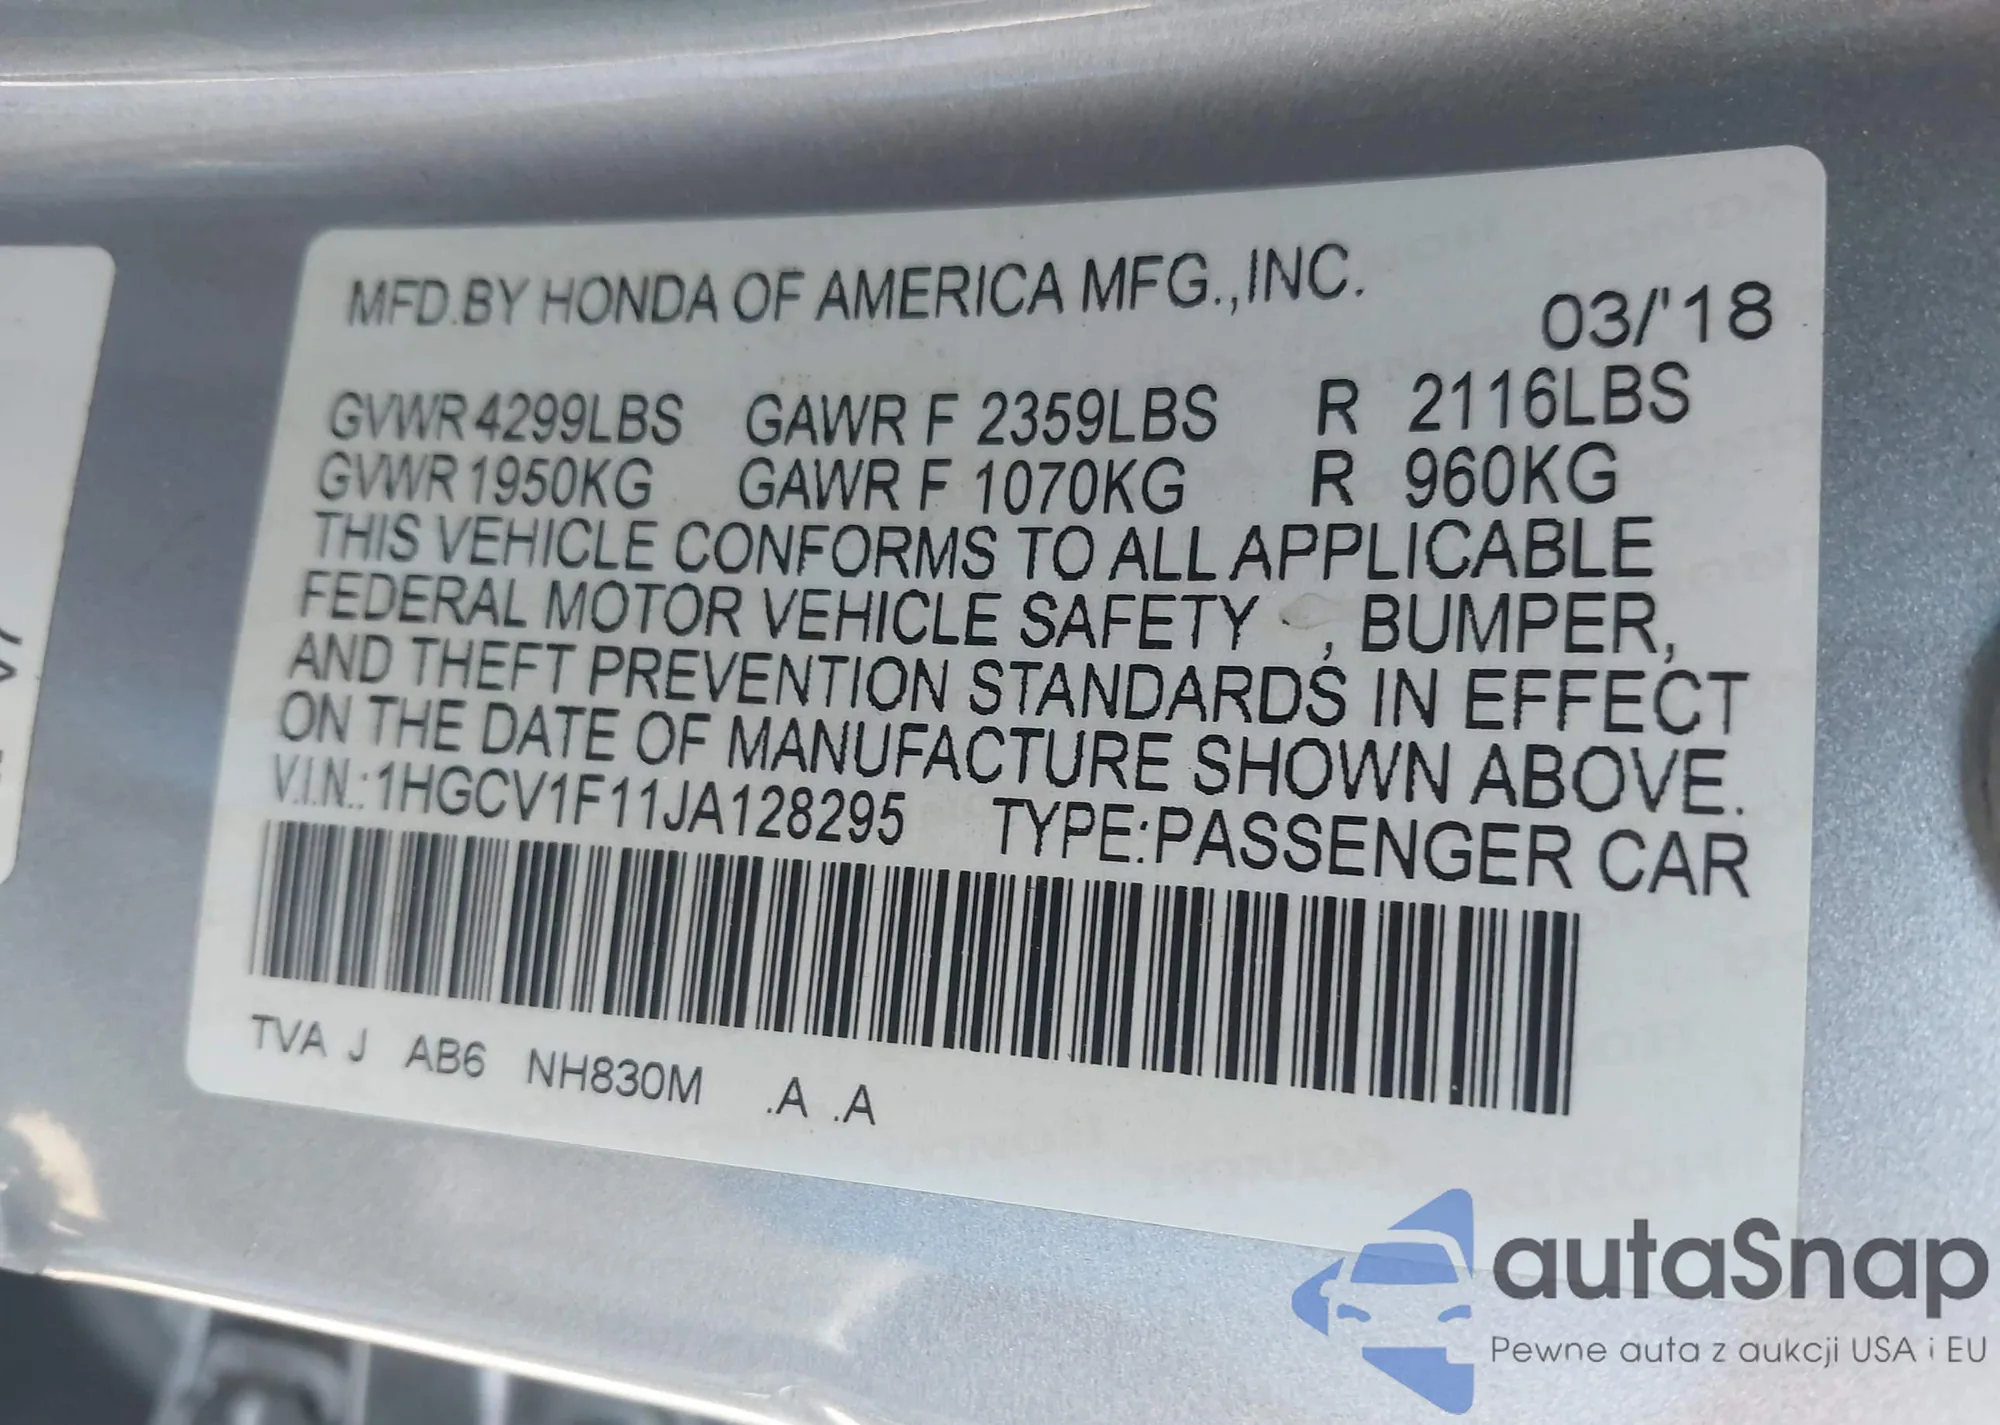 MFD.BY HONDA OF AMERICA MFG.,INC.
03/'18
GVWR 4299LBS GAWR F 2359LBS R 2116LBS
GVWR 1950KG GAWR F 1070KG R 960KG
THIS VEHICLE CONFORMS TO ALL APPLICABLE
FEDERAL MOTOR VEHICLE SAFETY , BUMPER,
AND THEFT PREVENTION STANDARDS IN EFFECT
ON THE DATE OF MANUFACTURE SHOWN ABOVE.
V.I.N.:1HGCV1F11JA128295 TYPE:PASSENGER CAR
TVA J AB6 NH830M .A .A
autaSnap
Pewne auta z aukcji USA i EU